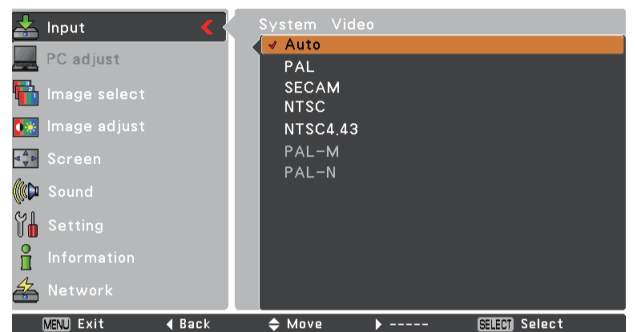 Input
PC adjust
Image select
Image adjust
Screen
Sound
Setting
Information
Network
System Video
Auto
PAL
SECAM
NTSC
NTSC4.43
PAL-M
PAL-N
MENU Exit Back Move ----- SELECT Select